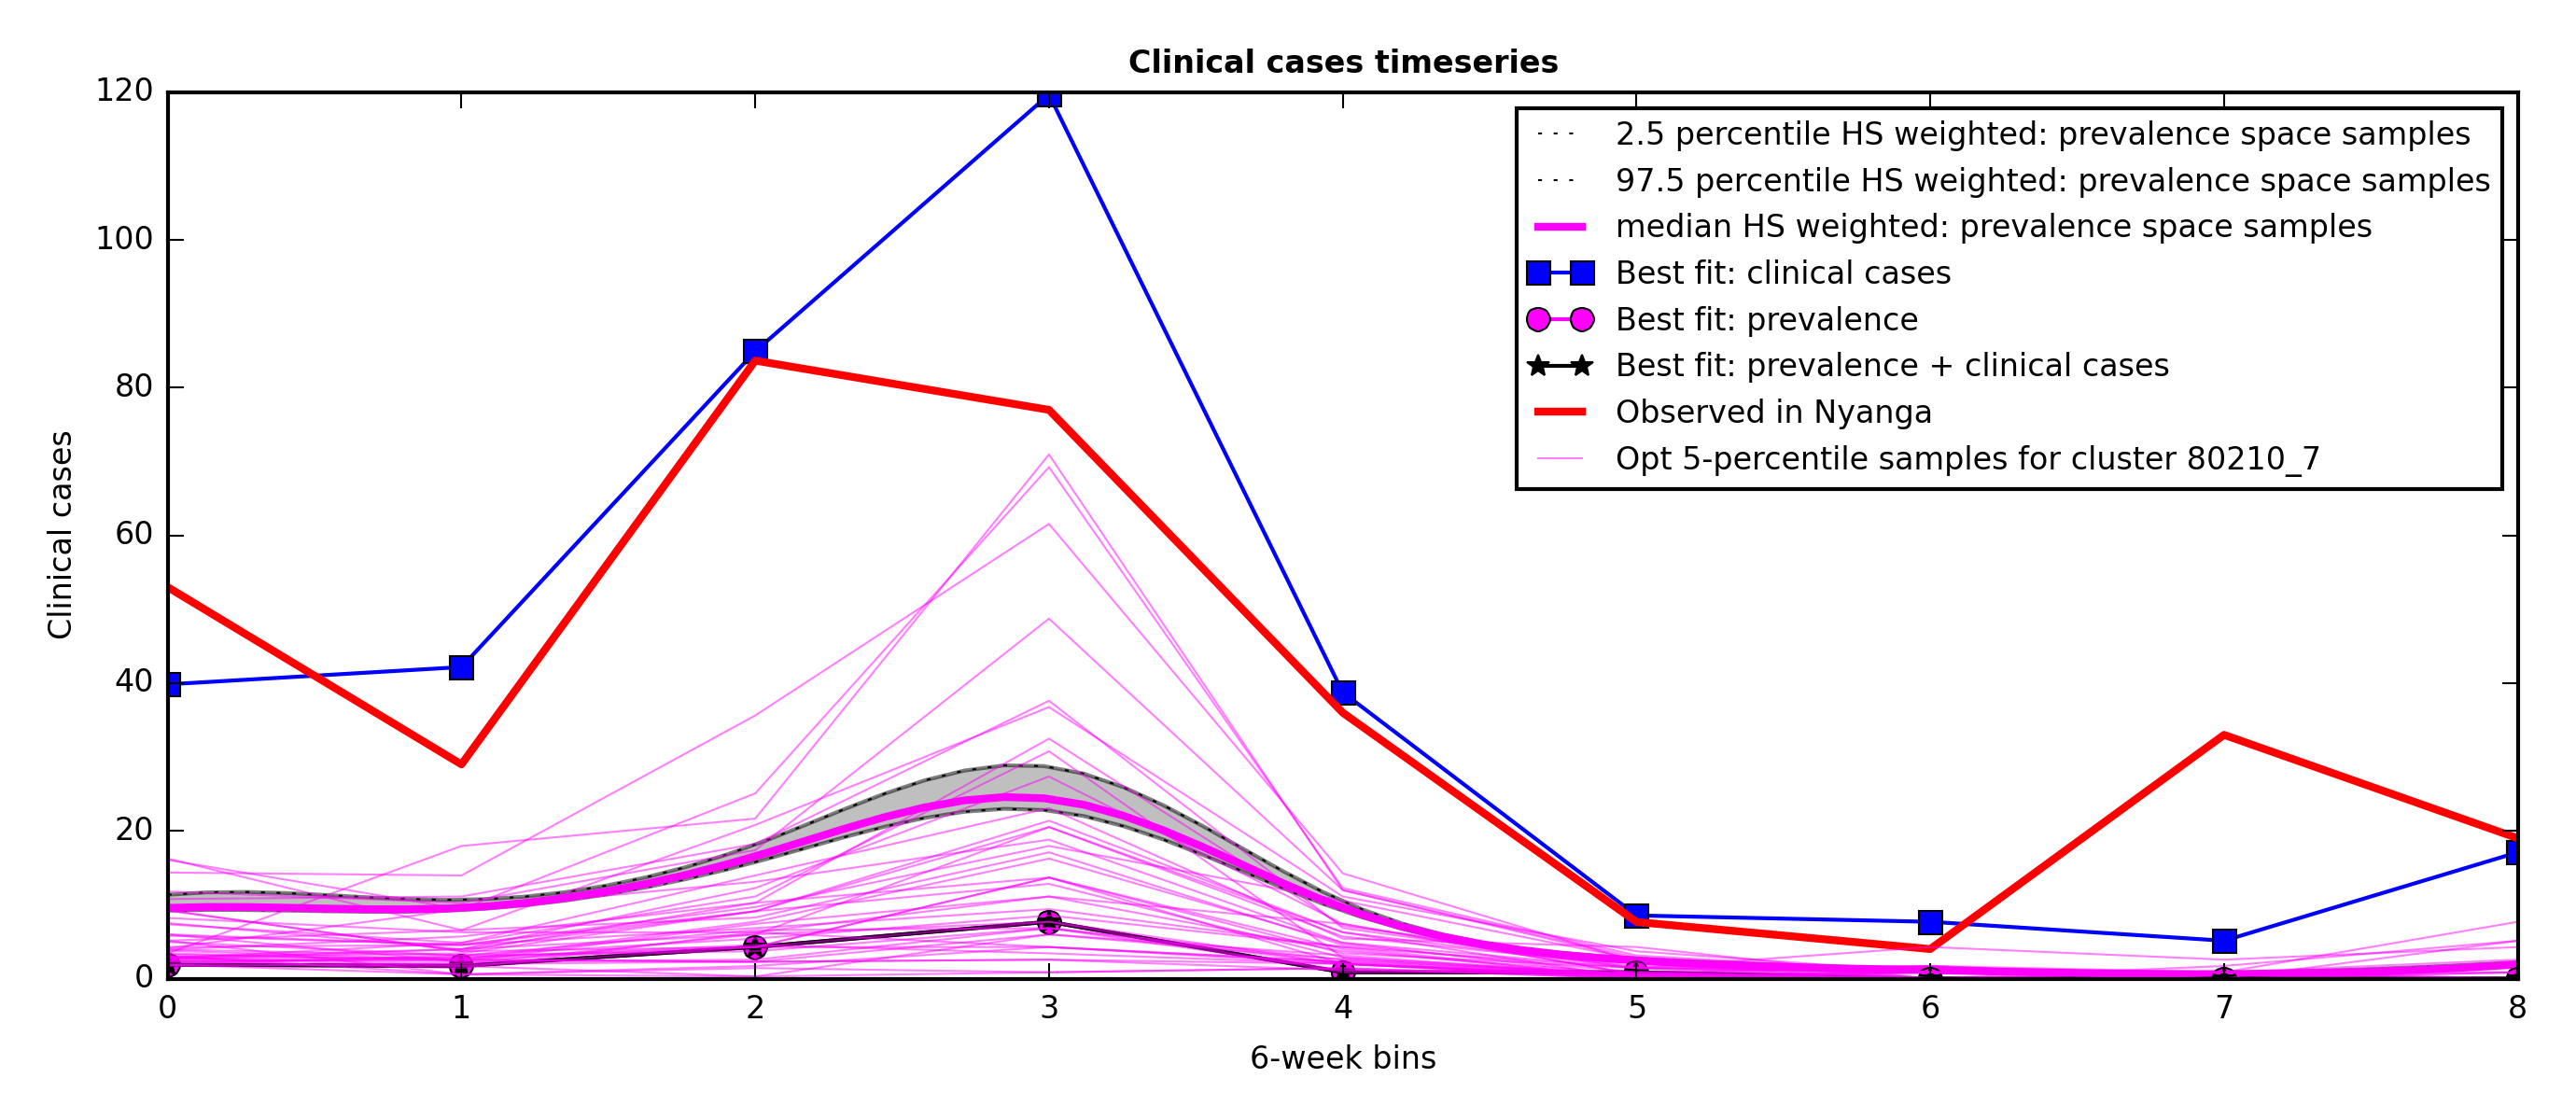 Clinical cases timeseries
120
100
80
60
40
20
0
Clinical cases
2.5 percentile HS weighted: prevalence space samples
97.5 percentile HS weighted: prevalence space samples
median HS weighted: prevalence space samples
Best fit: clinical cases
Best fit: prevalence
Best fit: prevalence + clinical cases
Observed in Nyanga
Opt 5-percentile samples for cluster 80210_7
0 1 2 3 4 5 6 7 8
6-week bins